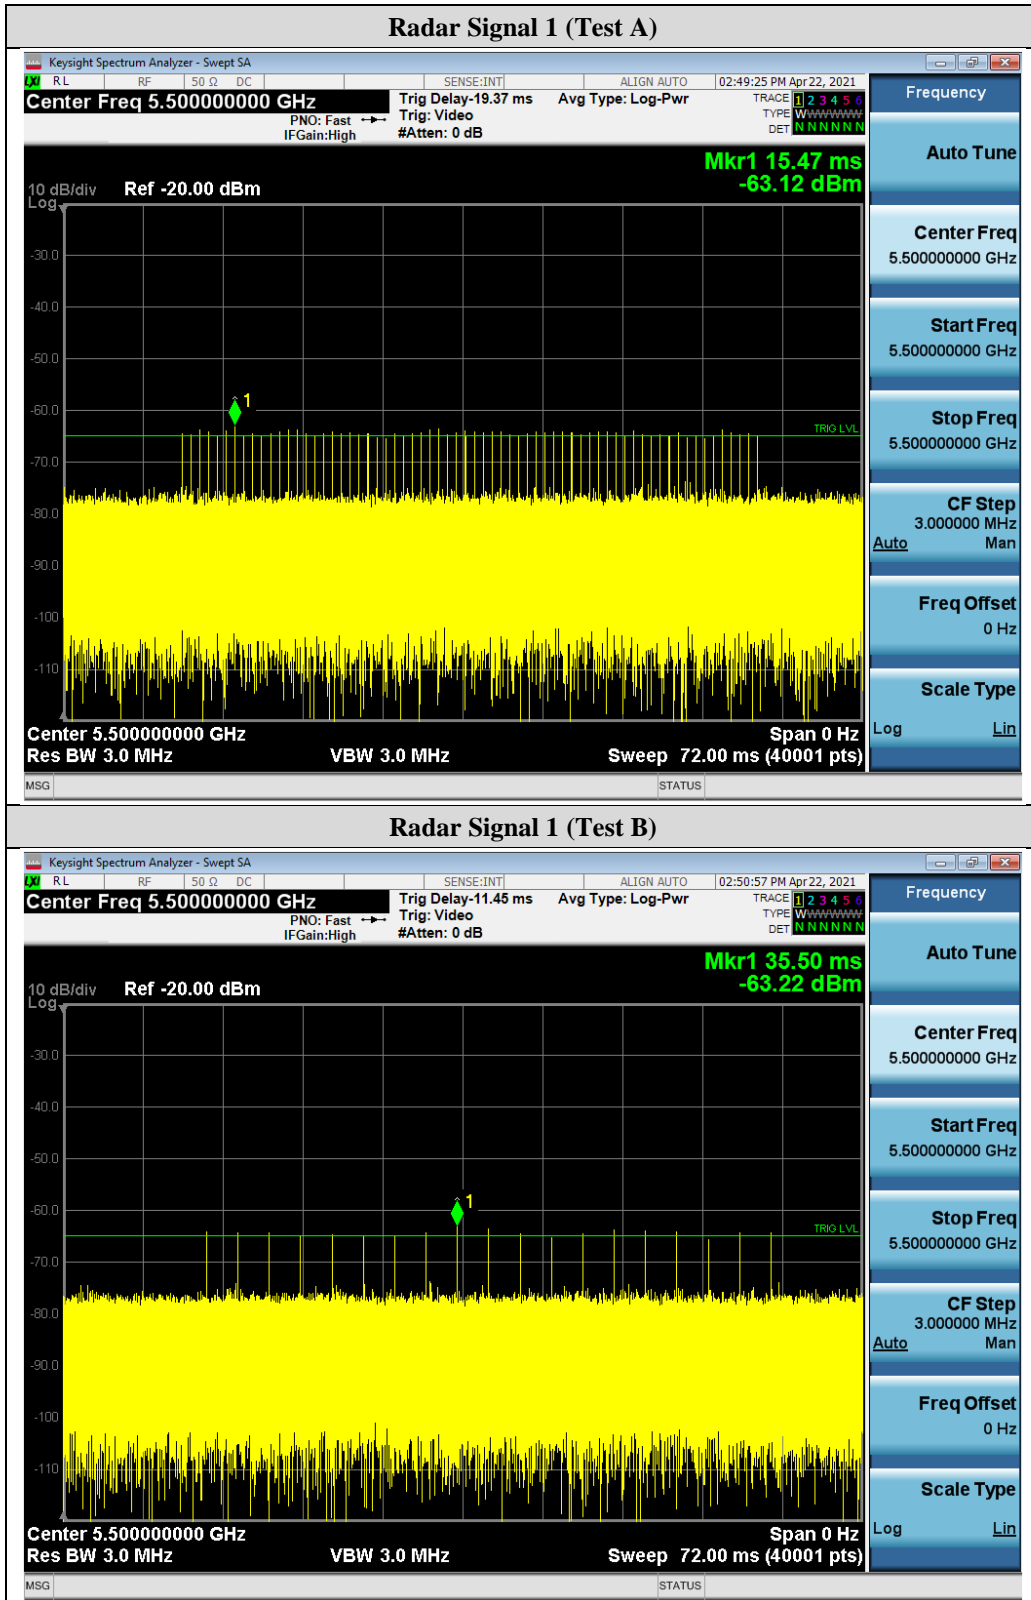 Radar Signal 1 (Test A)
Keysight Spectrum Analyzer - Swept SA
LXI RL RF 50 Ω DC SENSE:INT ALIGN AUTO 02:49:25 PM Apr 22, 2021
Center Freq 5.500000000 GHz Trig Delay-19.37 ms Avg Type: Log-Pwr TRACE 1 2 3 4 5 6
PNO: Fast Trig: Video TYPE WWWWWW
IFGain:High #Atten: 0 dB DET N N N N N N
Frequency
Auto Tune
Mkr1 15.47 ms
-63.12 dBm
10 dB/div Ref -20.00 dBm
Log
-30.0
-40.0
-50.0
-60.0
-70.0
-80.0
-90.0
-100
-110
1
TRIG LVL
Center Freq
5.500000000 GHz
Start Freq
5.500000000 GHz
Stop Freq
5.500000000 GHz
CF Step
3.000000 MHz
Auto Man
Freq Offset
0 Hz
Scale Type
Log Lin
Center 5.500000000 GHz Span 0 Hz
Res BW 3.0 MHz VBW 3.0 MHz Sweep 72.00 ms (40001 pts)
MSG STATUS
Radar Signal 1 (Test B)
Keysight Spectrum Analyzer - Swept SA
LXI RL RF 50 Ω DC SENSE:INT ALIGN AUTO 02:50:57 PM Apr 22, 2021
Center Freq 5.500000000 GHz Trig Delay-11.45 ms Avg Type: Log-Pwr TRACE 1 2 3 4 5 6
PNO: Fast Trig: Video TYPE WWWWWW
IFGain:High #Atten: 0 dB DET N N N N N N
Frequency
Auto Tune
Mkr1 35.50 ms
-63.22 dBm
10 dB/div Ref -20.00 dBm
Log
-30.0
-40.0
-50.0
-60.0
-70.0
-80.0
-90.0
-100
-110
1
TRIG LVL
Center Freq
5.500000000 GHz
Start Freq
5.500000000 GHz
Stop Freq
5.500000000 GHz
CF Step
3.000000 MHz
Auto Man
Freq Offset
0 Hz
Scale Type
Log Lin
Center 5.500000000 GHz Span 0 Hz
Res BW 3.0 MHz VBW 3.0 MHz Sweep 72.00 ms (40001 pts)
MSG STATUS